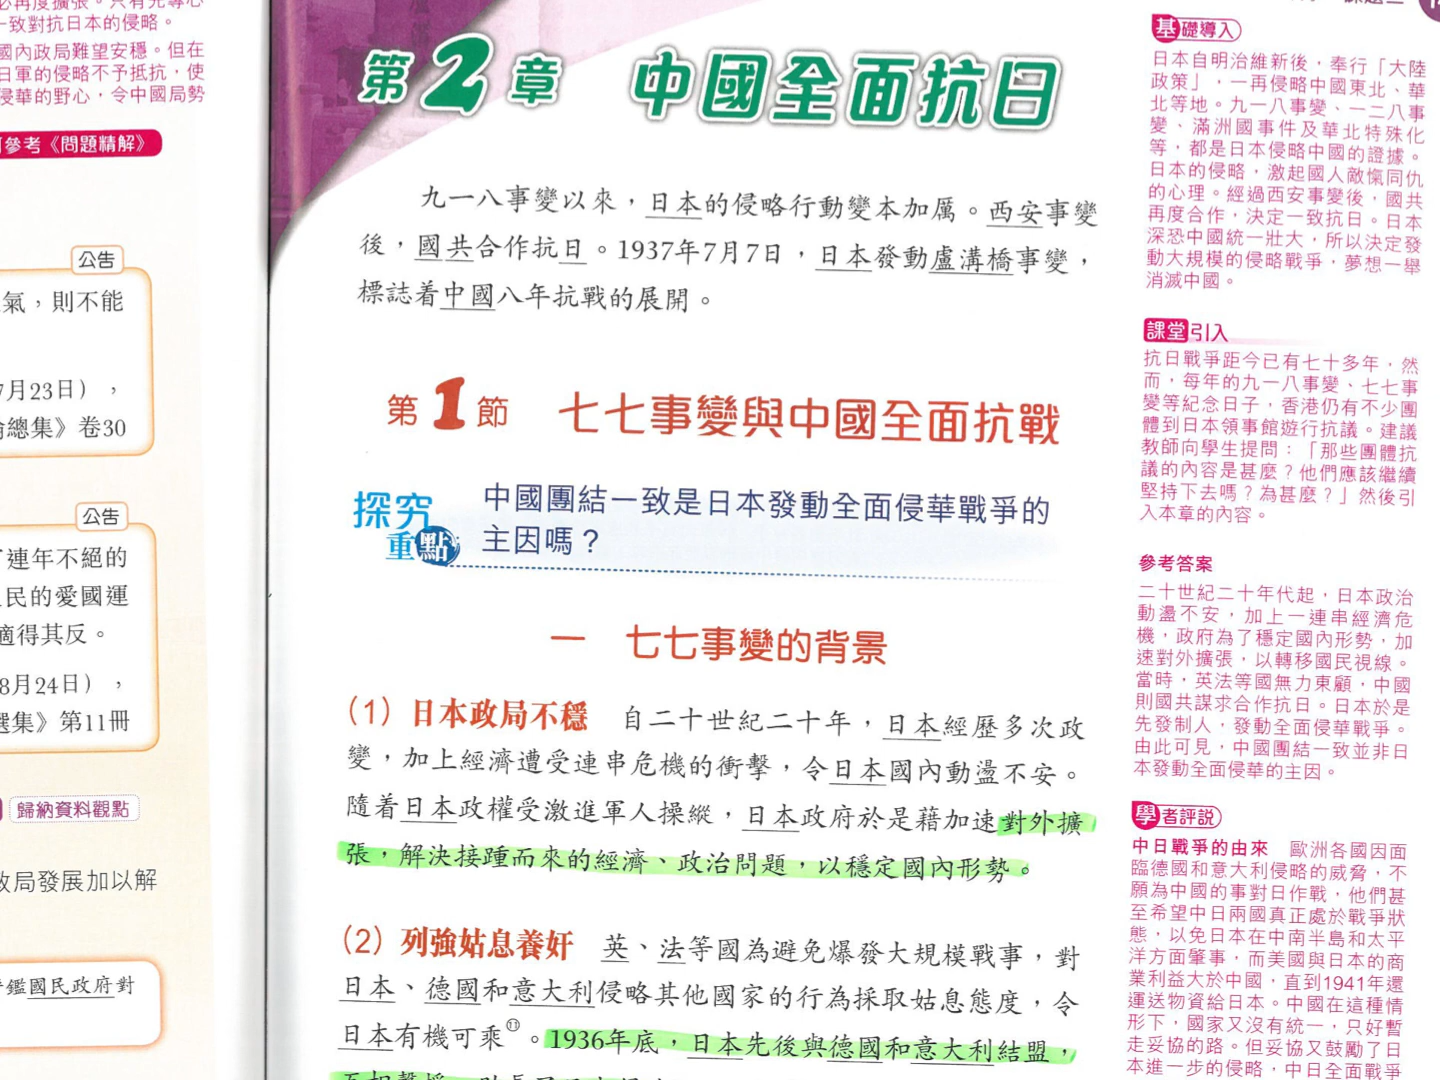 一致對抗日本的侵略。
國內政局難望安穩。但在
日軍的侵略不予抵抗，使
侵華的野心，令中國局勢
參考《問題精解》
公告
氣，則不能
7月23日），
總集》卷30
公告
連年不絕的
民的愛國運
適得其反。
8月24日），
選集》第11冊
歸納資料觀點
政局發展加以解
鑑國民政府對
第2章　中國全面抗日
九一八事變以來，日本的侵略行動變本加厲。西安事變
後，國共合作抗日。1937年7月7日，日本發動盧溝橋事變，
標誌着中國八年抗戰的展開。
第1節　七七事變與中國全面抗戰
探究重點
中國團結一致是日本發動全面侵華戰爭的
主因嗎？
一　七七事變的背景
（1）日本政局不穩　自二十世紀二十年，日本經歷多次政
變，加上經濟遭受連串危機的衝擊，令日本國內動盪不安。
隨着日本政權受激進軍人操縱，日本政府於是藉加速對外擴
張，解決接踵而來的經濟、政治問題，以穩定國內形勢。
（2）列強姑息養奸　英、法等國為避免爆發大規模戰事，對
日本、德國和意大利侵略其他國家的行為採取姑息態度，令
日本有機可乘⑪。1936年底，日本先後與德國和意大利結盟，
基礎導入
日本自明治維新後，奉行「大陸
政策」，一再侵略中國東北、華
北等地。九一八事變、一二八事
變、滿洲國事件及華北特殊化
等，都是日本侵略中國的證據。
日本的侵略，激起國人敵愾同仇
的心理。經過西安事變後，國共
再度合作，決定一致抗日。日本
深恐中國統一壯大，所以決定發
動大規模的侵略戰爭，夢想一舉
消滅中國。
課堂引入
抗日戰爭距今已有七十多年，然
而，每年的九一八事變、七七事
變等紀念日子，香港仍有不少團
體到日本領事館遊行抗議。建議
教師向學生提問：「那些團體抗
議的內容是甚麼？他們應該繼續
堅持下去嗎？為甚麼？」然後引
入本章的內容。
參考答案
二十世紀二十年代起，日本政治
動盪不安，加上一連串經濟危
機，政府為了穩定國內形勢，加
速對外擴張，以轉移國民視線。
當時，英法等國無力東顧，中國
則國共謀求合作抗日。日本於是
先發制人，發動全面侵華戰爭。
由此可見，中國團結一致並非日
本發動全面侵華的主因。
學者評説
中日戰爭的由來　歐洲各國因面
臨德國和意大利侵略的威脅，不
願為中國的事對日作戰，他們甚
至希望中日兩國真正處於戰爭狀
態，以免日本在中南半島和太平
洋方面肇事，而美國與日本的商
業利益大於中國，直到1941年還
運送物資給日本。中國在這種情
形下，國家又沒有統一，只好暫
走妥協的路。但妥協又鼓勵了日
本進一步的侵略，中日全面戰爭